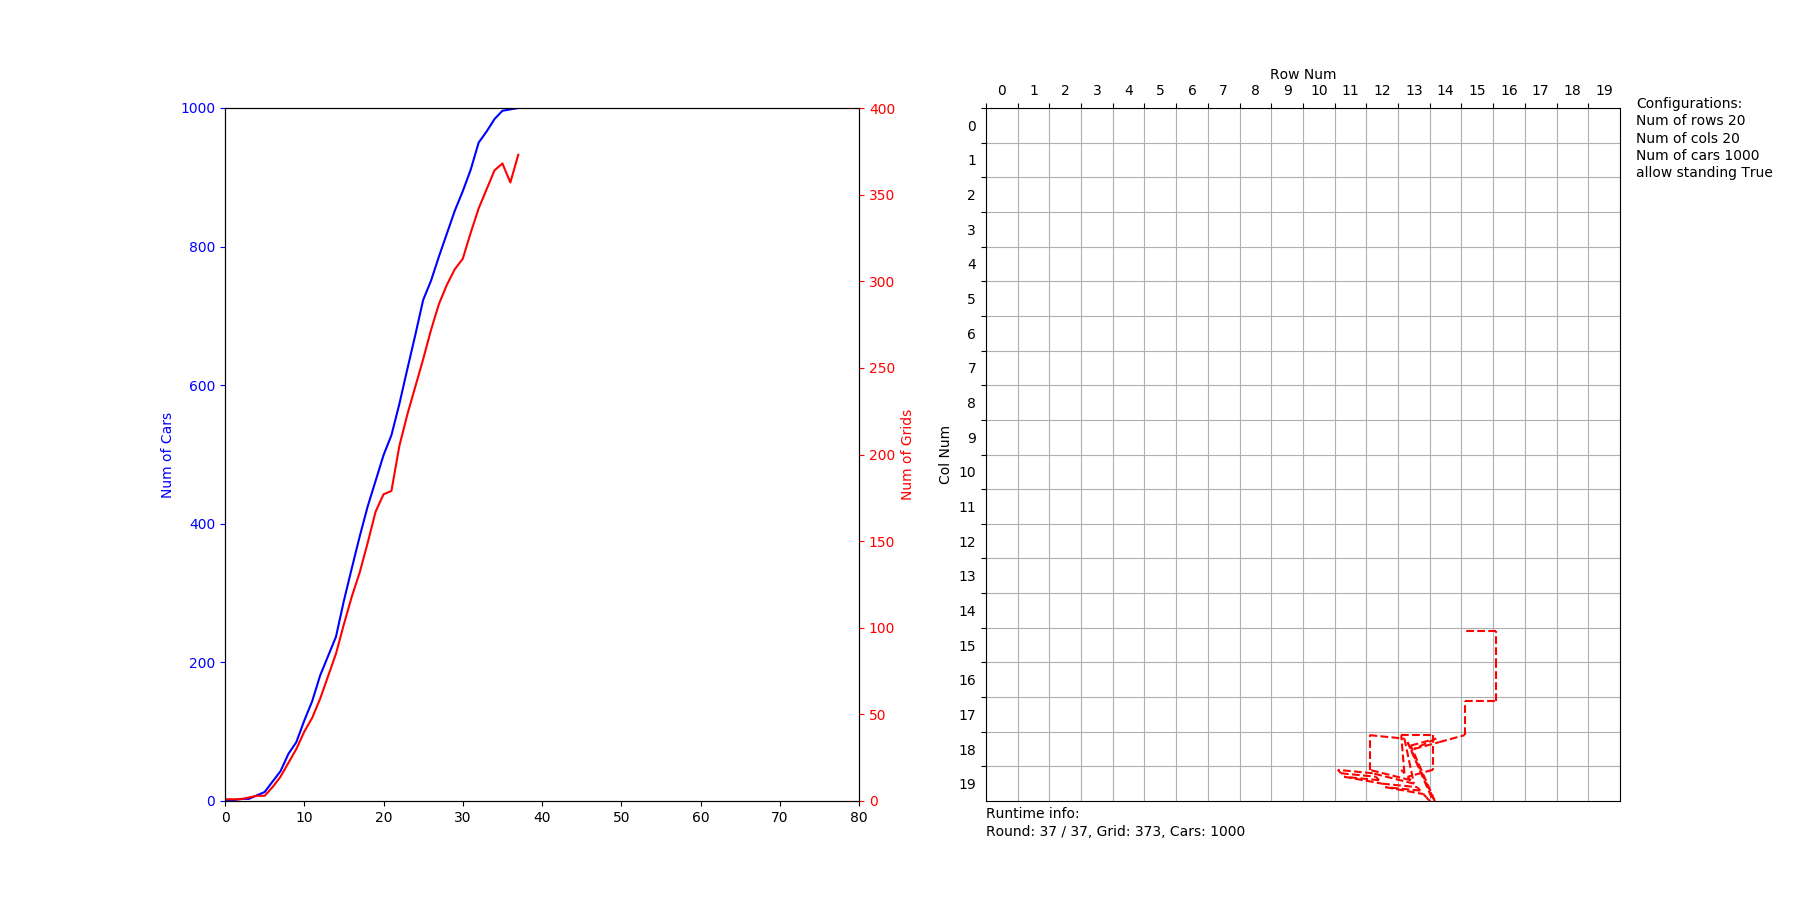 1000
800
600
400
200
0
Num of Cars
0 10 20 30 40 50 60 70 80
400
350
300
250
200
150
100
50
0
Num of Grids
Row Num
0 1 2 3 4 5 6 7 8 9 10 11 12 13 14 15 16 17 18 19
Col Num
0
1
2
3
4
5
6
7
8
9
10
11
12
13
14
15
16
17
18
19
Configurations:
Num of rows 20
Num of cols 20
Num of cars 1000
allow standing True
Runtime info:
Round: 37 / 37, Grid: 373, Cars: 1000